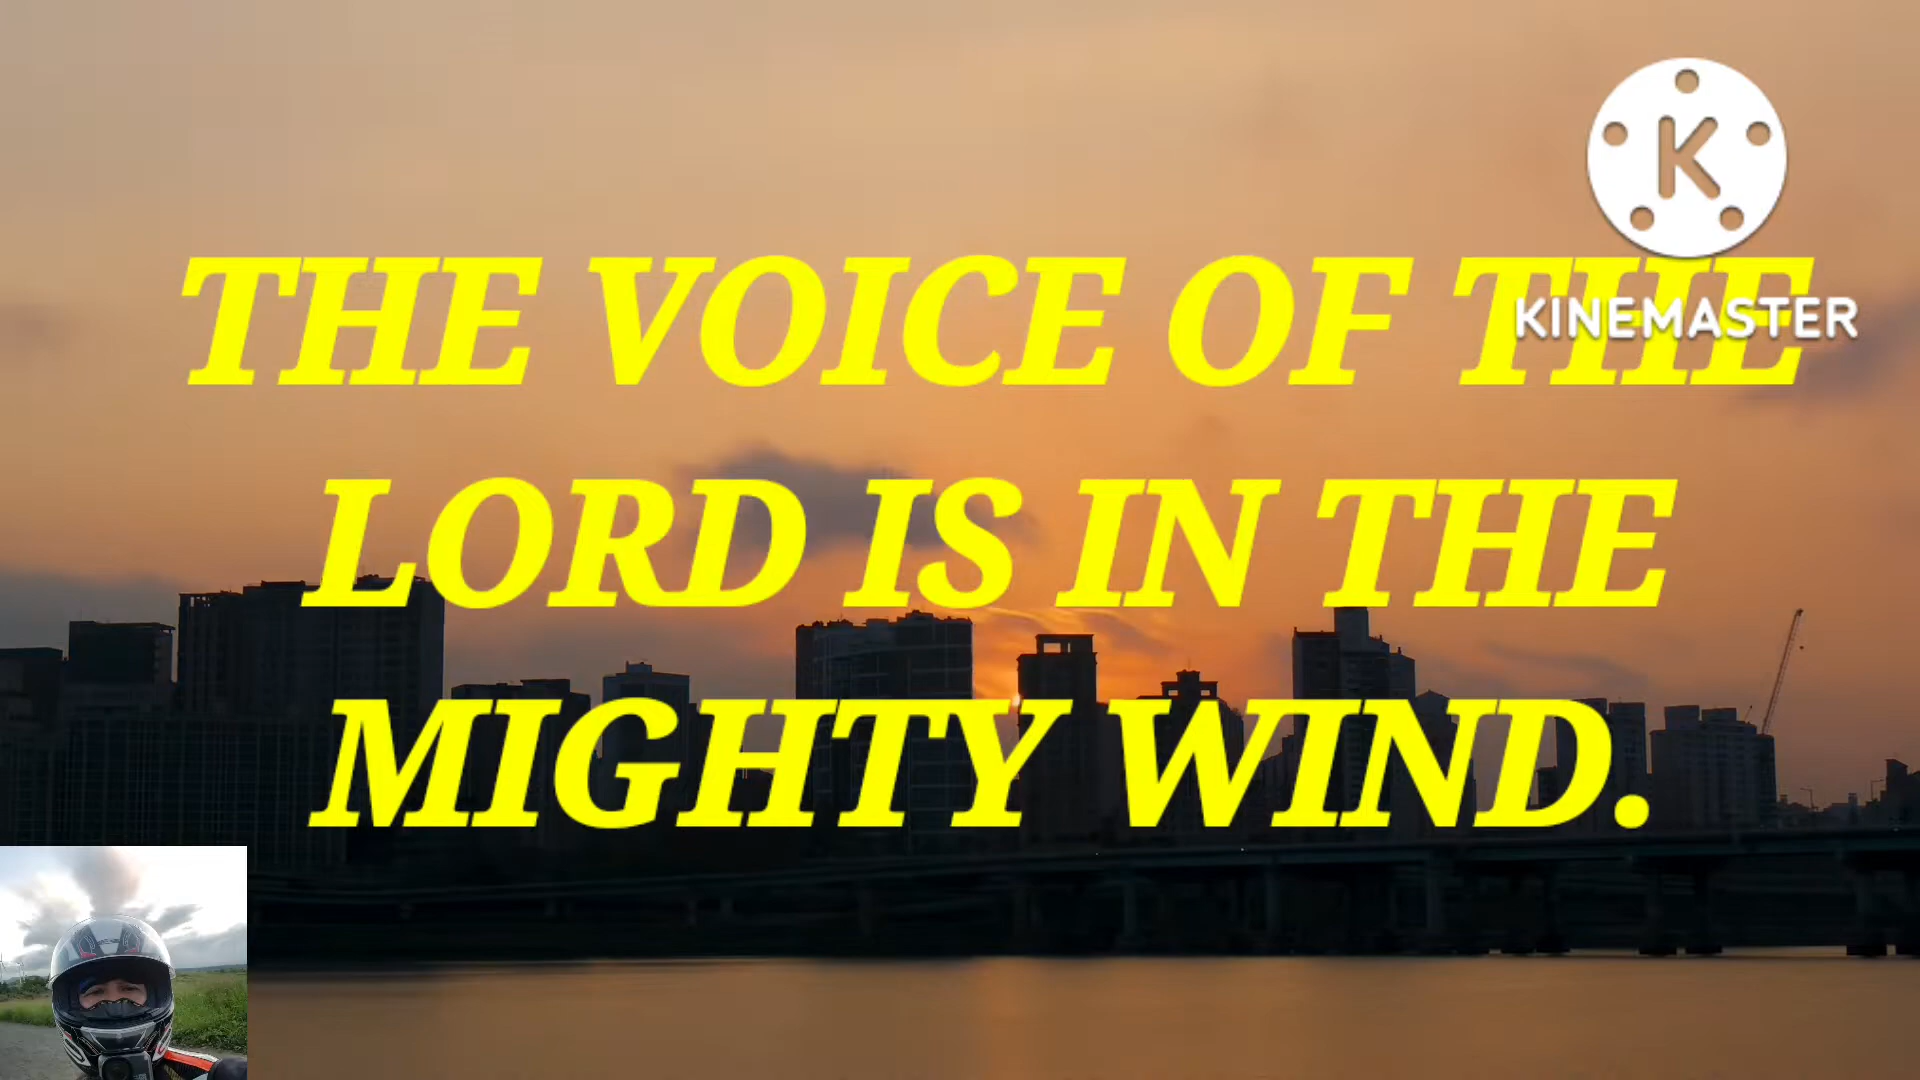 K
KINEMASTER
THE VOICE OF THE
LORD IS IN THE
MIGHTY WIND.